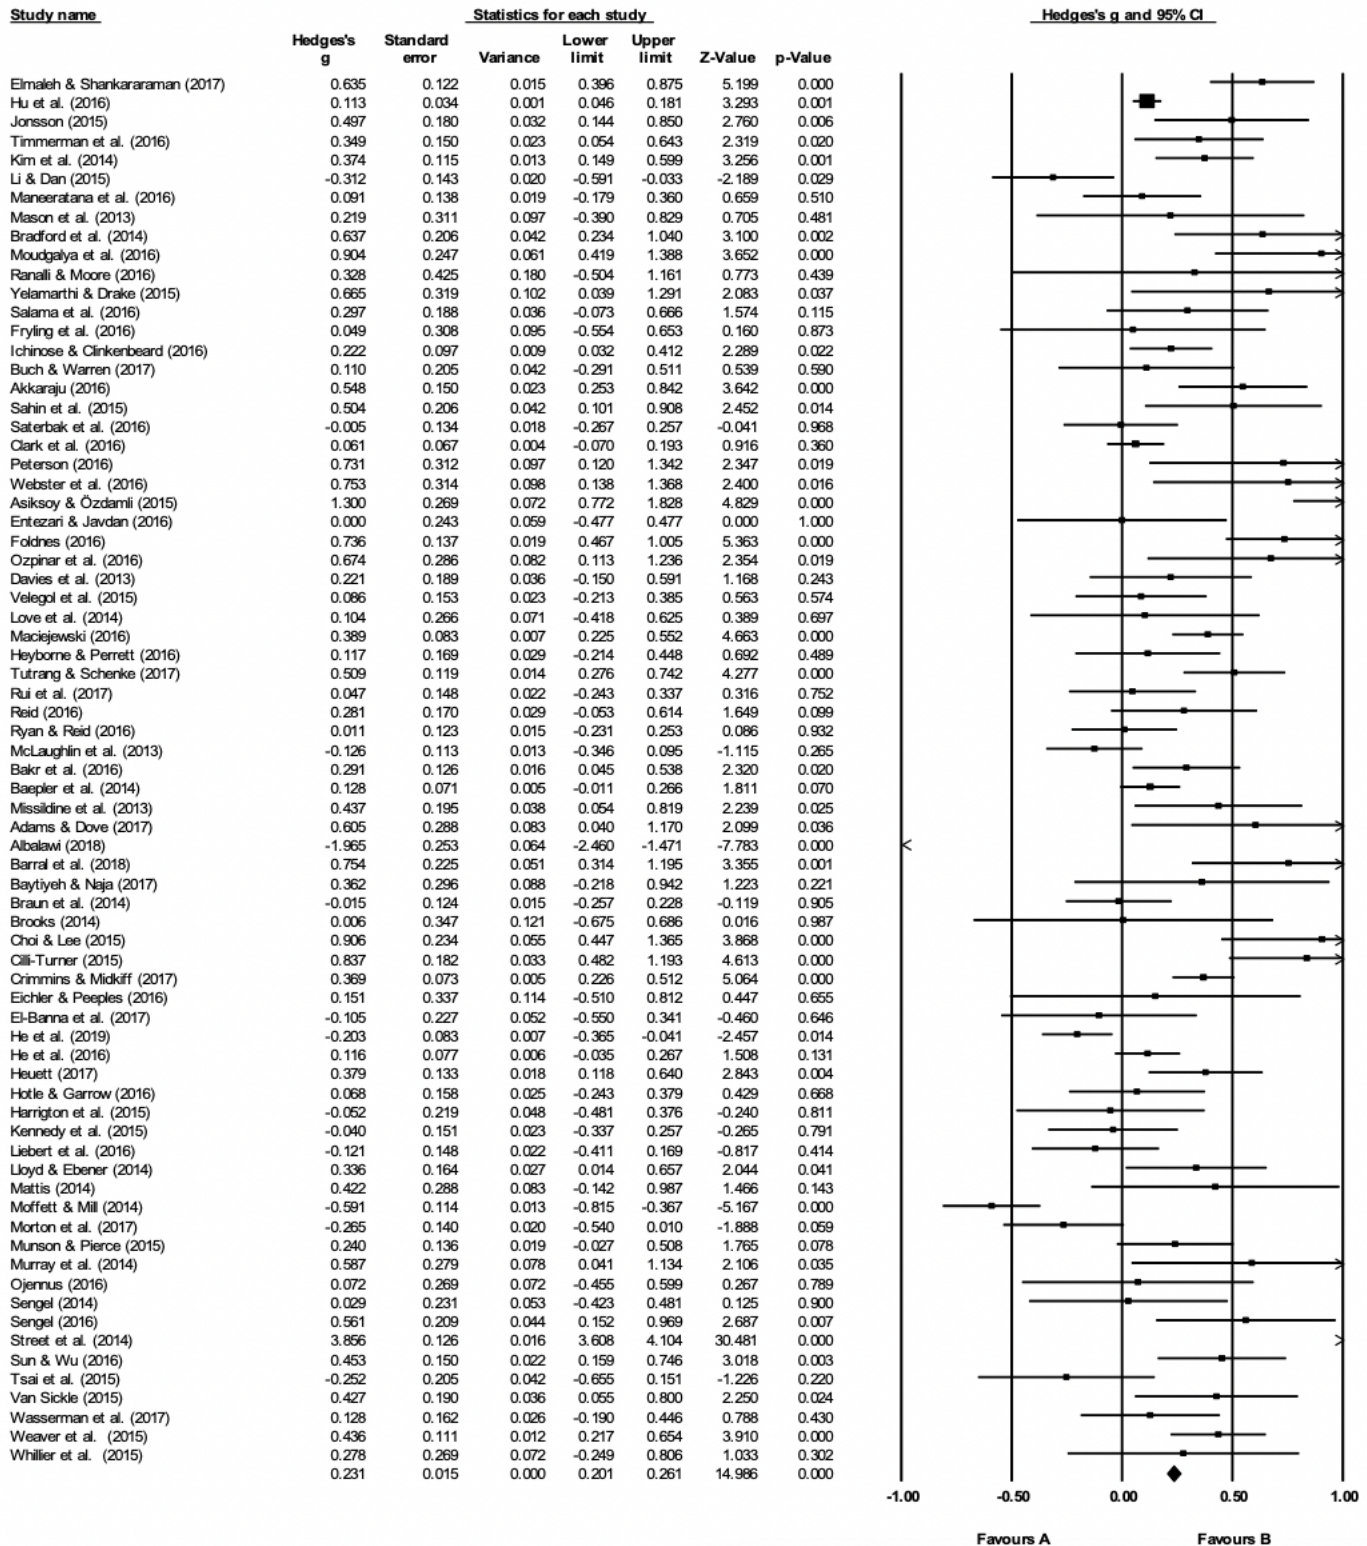 Study name Statistics for each study Hedges's g and 95% CI
Hedges's Standard Lower Upper
g error Variance limit limit Z-Value p-Value
Elmaleh & Shankararaman (2017) 0.635 0.122 0.015 0.396 0.875 5.199 0.000
Hu et al. (2016) 0.113 0.034 0.001 0.046 0.181 3.293 0.001
Jonsson (2015) 0.497 0.180 0.032 0.144 0.850 2.760 0.006
Timmerman et al. (2016) 0.349 0.150 0.023 0.054 0.643 2.319 0.020
Kim et al. (2014) 0.374 0.115 0.013 0.149 0.599 3.256 0.001
Li & Dan (2015) -0.312 0.143 0.020 -0.591 -0.033 -2.189 0.029
Maneeratana et al. (2016) 0.091 0.138 0.019 -0.179 0.360 0.659 0.510
Mason et al. (2013) 0.219 0.311 0.097 -0.390 0.829 0.705 0.481
Bradford et al. (2014) 0.637 0.206 0.042 0.234 1.040 3.100 0.002
Moudgalya et al. (2016) 0.904 0.247 0.061 0.419 1.388 3.652 0.000
Ranalli & Moore (2016) 0.328 0.425 0.180 -0.504 1.161 0.773 0.439
Yelamarthi & Drake (2015) 0.665 0.319 0.102 0.039 1.291 2.083 0.037
Salama et al. (2016) 0.297 0.188 0.036 -0.073 0.666 1.574 0.115
Fryling et al. (2016) 0.049 0.308 0.095 -0.554 0.653 0.160 0.873
Ichinose & Clinkenbeard (2016) 0.222 0.097 0.009 0.032 0.412 2.289 0.022
Buch & Warren (2017) 0.110 0.205 0.042 -0.291 0.511 0.539 0.590
Akkaraju (2016) 0.548 0.150 0.023 0.253 0.842 3.642 0.000
Sahin et al. (2015) 0.504 0.206 0.042 0.101 0.908 2.452 0.014
Saterbak et al. (2016) -0.005 0.134 0.018 -0.267 0.257 -0.041 0.968
Clark et al. (2016) 0.061 0.067 0.004 -0.070 0.193 0.916 0.360
Peterson (2016) 0.731 0.312 0.097 0.120 1.342 2.347 0.019
Webster et al. (2016) 0.753 0.314 0.098 0.138 1.368 2.400 0.016
Asiksoy & Özdamli (2015) 1.300 0.269 0.072 0.772 1.828 4.829 0.000
Entezari & Javdan (2016) 0.000 0.243 0.059 -0.477 0.477 0.000 1.000
Foldnes (2016) 0.736 0.137 0.019 0.467 1.005 5.363 0.000
Ozpinar et al. (2016) 0.674 0.286 0.082 0.113 1.236 2.354 0.019
Davies et al. (2013) 0.221 0.189 0.036 -0.150 0.591 1.168 0.243
Velegol et al. (2015) 0.086 0.153 0.023 -0.213 0.385 0.563 0.574
Love et al. (2014) 0.104 0.266 0.071 -0.418 0.625 0.389 0.697
Maciejewski (2016) 0.389 0.083 0.007 0.225 0.552 4.663 0.000
Heyborne & Perrett (2016) 0.117 0.169 0.029 -0.214 0.448 0.692 0.489
Tutrang & Schenke (2017) 0.509 0.119 0.014 0.276 0.742 4.277 0.000
Rui et al. (2017) 0.047 0.148 0.022 -0.243 0.337 0.316 0.752
Reid (2016) 0.281 0.170 0.029 -0.053 0.614 1.649 0.099
Ryan & Reid (2016) 0.011 0.123 0.015 -0.231 0.253 0.086 0.932
McLaughlin et al. (2013) -0.126 0.113 0.013 -0.346 0.095 -1.115 0.265
Bakr et al. (2016) 0.291 0.126 0.016 0.045 0.538 2.320 0.020
Baepler et al. (2014) 0.128 0.071 0.005 -0.011 0.266 1.811 0.070
Missildine et al. (2013) 0.437 0.195 0.038 0.054 0.819 2.239 0.025
Adams & Dove (2017) 0.605 0.288 0.083 0.040 1.170 2.099 0.036
Albalawi (2018) -1.965 0.253 0.064 -2.460 -1.471 -7.783 0.000
Barral et al. (2018) 0.754 0.225 0.051 0.314 1.195 3.355 0.001
Baytiyeh & Naja (2017) 0.362 0.296 0.088 -0.218 0.942 1.223 0.221
Braun et al. (2014) -0.015 0.124 0.015 -0.257 0.228 -0.119 0.905
Brooks (2014) 0.006 0.347 0.121 -0.675 0.686 0.016 0.987
Choi & Lee (2015) 0.906 0.234 0.055 0.447 1.365 3.868 0.000
Cilli-Turner (2015) 0.837 0.182 0.033 0.482 1.193 4.613 0.000
Crimmins & Midkiff (2017) 0.369 0.073 0.005 0.226 0.512 5.064 0.000
Eichler & Peeples (2016) 0.151 0.337 0.114 -0.510 0.812 0.447 0.655
El-Banna et al. (2017) -0.105 0.227 0.052 -0.550 0.341 -0.460 0.646
He et al. (2019) -0.203 0.083 0.007 -0.365 -0.041 -2.457 0.014
He et al. (2016) 0.116 0.077 0.006 -0.035 0.267 1.508 0.131
Heuett (2017) 0.379 0.133 0.018 0.118 0.640 2.843 0.004
Hotle & Garrow (2016) 0.068 0.158 0.025 -0.243 0.379 0.429 0.668
Harrigton et al. (2015) -0.052 0.219 0.048 -0.481 0.376 -0.240 0.811
Kennedy et al. (2015) -0.040 0.151 0.023 -0.337 0.257 -0.265 0.791
Liebert et al. (2016) -0.121 0.148 0.022 -0.411 0.169 -0.817 0.414
Lloyd & Ebener (2014) 0.336 0.164 0.027 0.014 0.657 2.044 0.041
Mattis (2014) 0.422 0.288 0.083 -0.142 0.987 1.466 0.143
Moffett & Mill (2014) -0.591 0.114 0.013 -0.815 -0.367 -5.167 0.000
Morton et al. (2017) -0.265 0.140 0.020 -0.540 0.010 -1.888 0.059
Munson & Pierce (2015) 0.240 0.136 0.019 -0.027 0.508 1.765 0.078
Murray et al. (2014) 0.587 0.279 0.078 0.041 1.134 2.106 0.035
Ojennus (2016) 0.072 0.269 0.072 -0.455 0.599 0.267 0.789
Sengel (2014) 0.029 0.231 0.053 -0.423 0.481 0.125 0.900
Sengel (2016) 0.561 0.209 0.044 0.152 0.969 2.687 0.007
Street et al. (2014) 3.856 0.126 0.016 3.608 4.104 30.481 0.000
Sun & Wu (2016) 0.453 0.150 0.022 0.159 0.746 3.018 0.003
Tsai et al. (2015) -0.252 0.205 0.042 -0.655 0.151 -1.226 0.220
Van Sickle (2015) 0.427 0.190 0.036 0.055 0.800 2.250 0.024
Wasserman et al. (2017) 0.128 0.162 0.026 -0.190 0.446 0.788 0.430
Weaver et al. (2015) 0.436 0.111 0.012 0.217 0.654 3.910 0.000
Whillier et al. (2015) 0.278 0.269 0.072 -0.249 0.806 1.033 0.302
0.231 0.015 0.000 0.201 0.261 14.986 0.000
-1.00 -0.50 0.00 0.50 1.00
Favours A Favours B